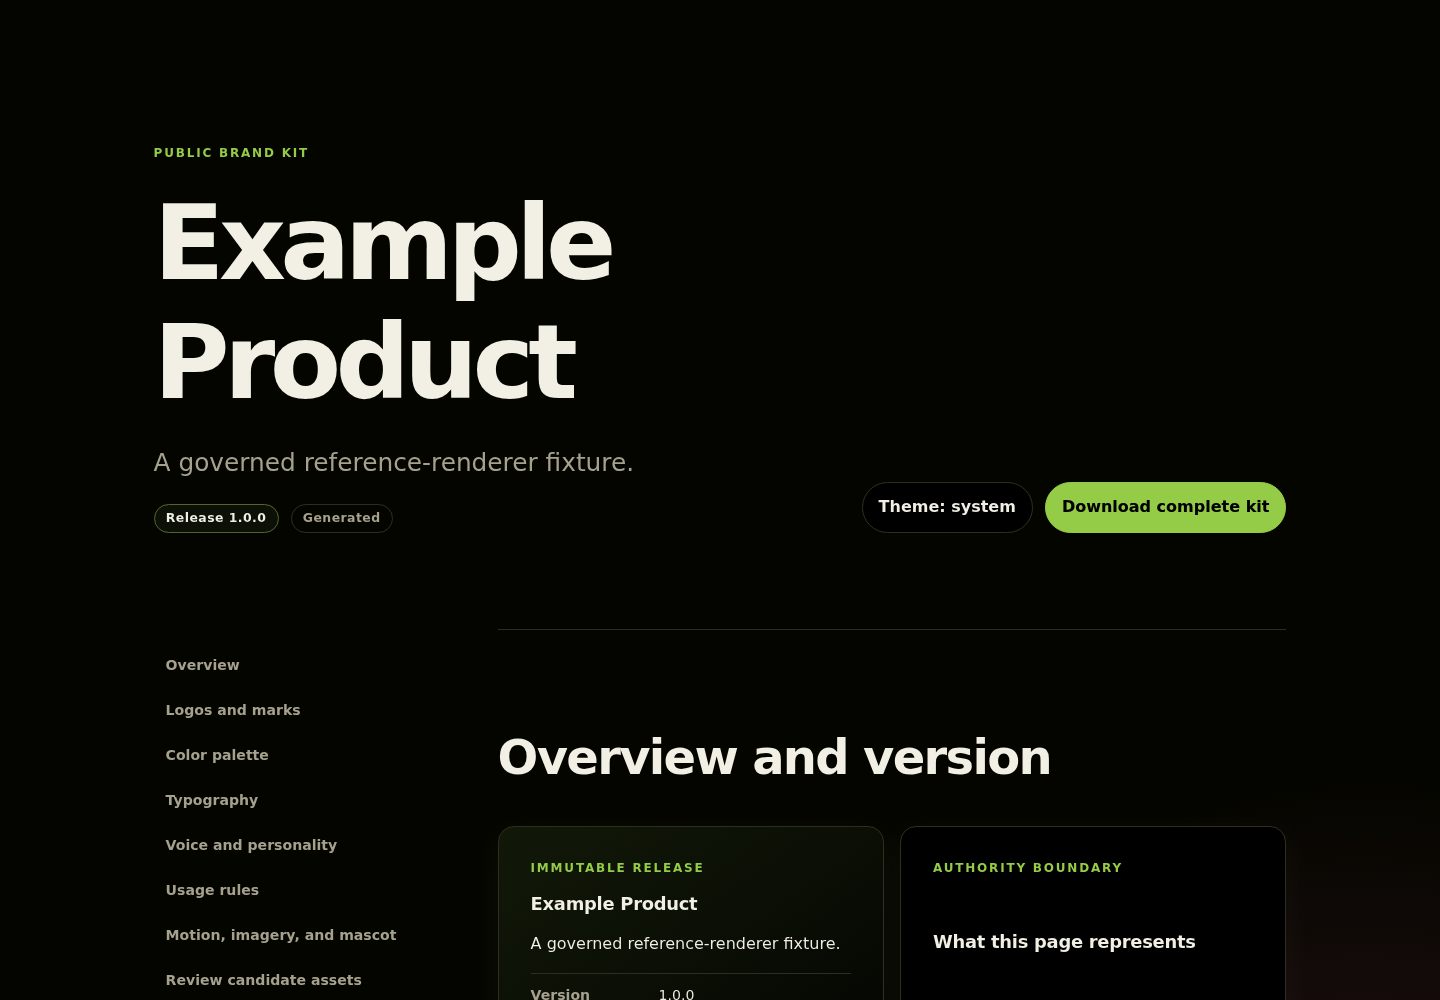 PUBLIC BRAND KIT
Example
Product
A governed reference-renderer fixture.
Release 1.0.0
Generated
Theme: system
Download complete kit
Overview
Logos and marks
Color palette
Typography
Voice and personality
Usage rules
Motion, imagery, and mascot
Review candidate assets
Overview and version
IMMUTABLE RELEASE
Example Product
A governed reference-renderer fixture.
Version 1.0.0
AUTHORITY BOUNDARY
What this page represents